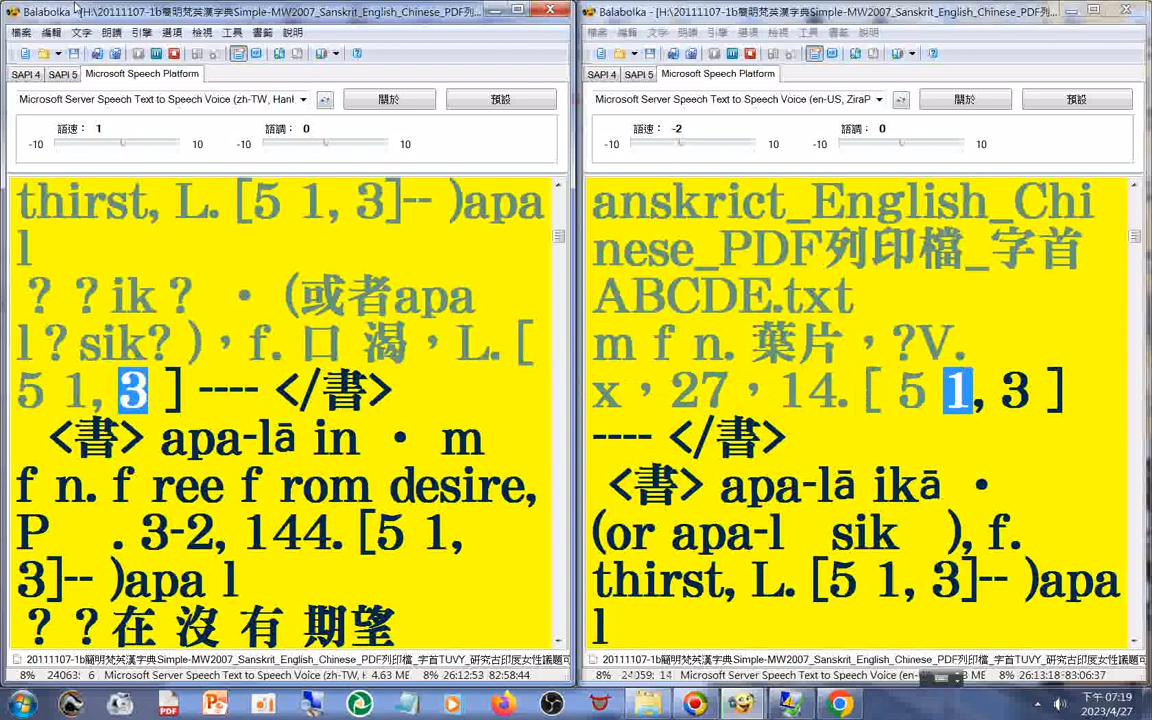 Balabolka - [H:\20111107-1b簡明梵英漢字典Simple-MW2007_Sanskrit_English_Chinese_PDF列...
檔案 編輯 文字 朗讀 引擎 選項 檢視 工具 書籤 說明
SAPI 4 SAPI 5 Microsoft Speech Platform
Microsoft Server Speech Text to Speech Voice (zh-TW, Hanl
關於 預設
語速： 1 語調： 0
-10 10 -10 10
thirst, L. [5 1, 3]-- )apa
l
？？ik？ • (或者apa
l？sik?)，f. 口 渴，L. [
5 1, 3 ] ---- </書>
<書> apa-lā in • m
f n. f ree f rom desire,
P . 3-2, 144. [5 1,
3]-- )apa l
？？在 沒 有 期望
20111107-1b簡明梵英漢字典Simple-MW2007_Sanskrit_English_Chinese_PDF列印檔_字首TUVY_研究古印度女性議題可
8% 24063: 6 Microsoft Server Speech Text to Speech Voice (zh-TW, H 4.63 ME 8% 26:12:53 82:58:44
Balabolka - [H:\20111107-1b簡明梵英漢字典Simple-MW2007_Sanskrit_English_Chinese_PDF列...
檔案 編輯 文字 朗讀 引擎 選項 檢視 工具 書籤 說明
SAPI 4 SAPI 5 Microsoft Speech Platform
Microsoft Server Speech Text to Speech Voice (en-US, ZiraP
關於 預設
語速： -2 語調： 0
-10 10 -10 10
anskrict_English_Chi
nese_PDF列印檔_字首
ABCDE.txt
m f n. 葉片，?V.
x，27，14. [ 5 1, 3 ]
---- </書>
<書> apa-lā ikā •
(or apa-l sik ), f.
thirst, L. [5 1, 3]-- )apa
l
20111107-1b簡明梵英漢字典Simple-MW2007_Sanskrit_English_Chinese_PDF列印檔_字首TUVY_研究古印度女性議題可
8% 24059: 14 Microsoft Server Speech Text to Speech Voice (en- 8% 26:13:18-83:06:37
下午 07:19
2023/4/27